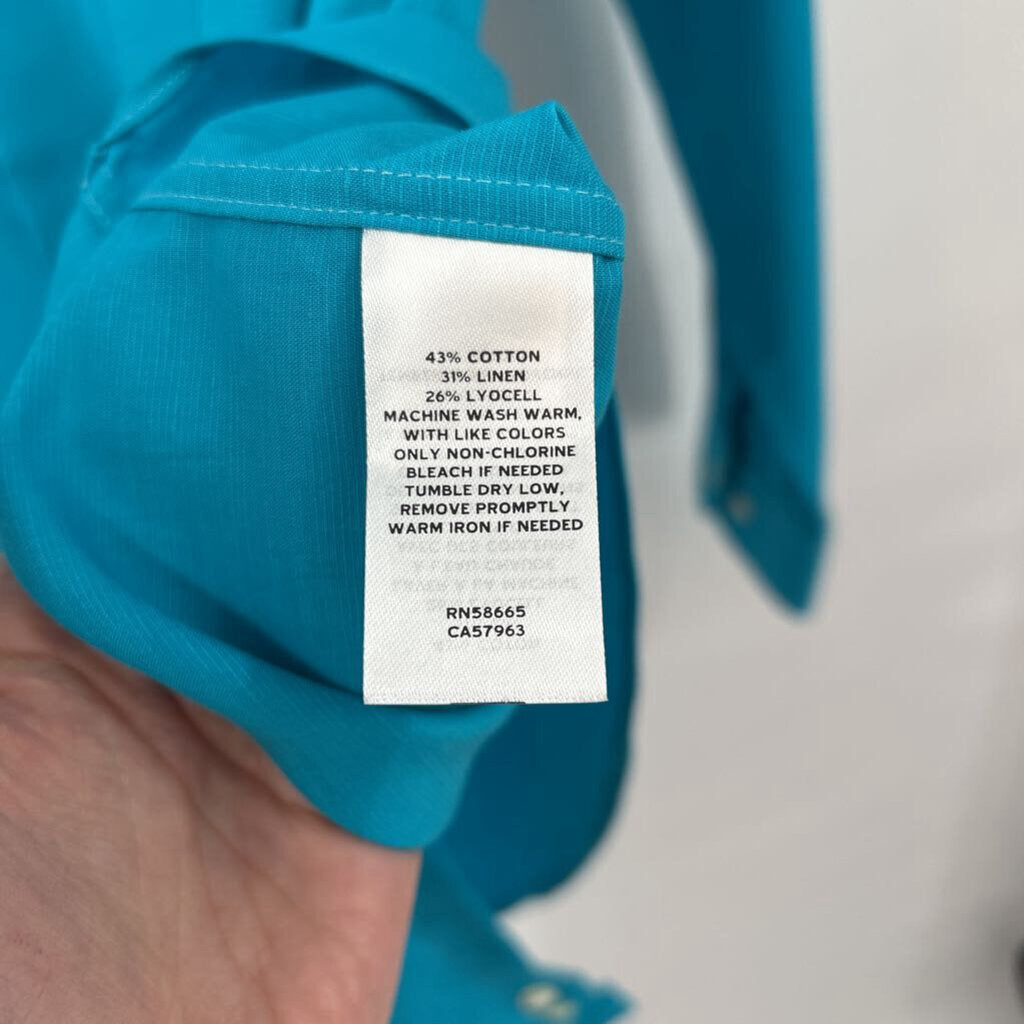 43% COTTON
31% LINEN
26% LYOCELL
MACHINE WASH WARM,
WITH LIKE COLORS
ONLY NON-CHLORINE
BLEACH IF NEEDED
TUMBLE DRY LOW,
REMOVE PROMPTLY
WARM IRON IF NEEDED
RN58665
CA57963